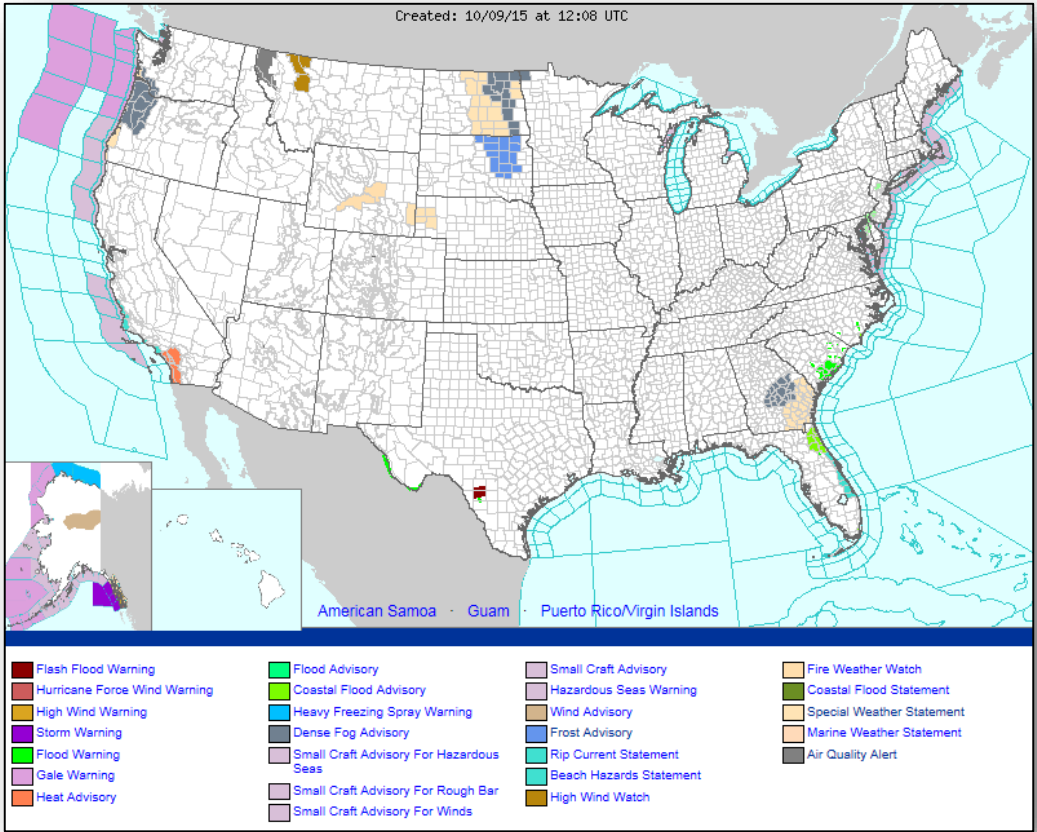 Created: 10/09/15 at 12:08 UTC
American Samoa · Guam · Puerto Rico/Virgin Islands
Flash Flood Warning
Hurricane Force Wind Warning
High Wind Warning
Storm Warning
Flood Warning
Gale Warning
Heat Advisory
Flood Advisory
Coastal Flood Advisory
Heavy Freezing Spray Warning
Dense Fog Advisory
Small Craft Advisory For Hazardous
Seas
Small Craft Advisory For Rough Bar
Small Craft Advisory For Winds
Small Craft Advisory
Hazardous Seas Warning
Wind Advisory
Frost Advisory
Rip Current Statement
Beach Hazards Statement
High Wind Watch
Fire Weather Watch
Coastal Flood Statement
Special Weather Statement
Marine Weather Statement
Air Quality Alert